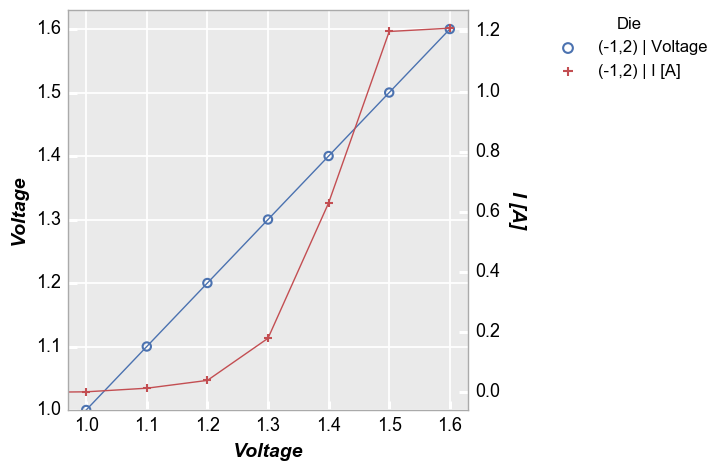 Die
(-1,2) | Voltage
(-1,2) | I [A]
Voltage
1.6
1.5
1.4
1.3
1.2
1.1
1.0
1.2
1.0
0.8
0.6
0.4
0.2
0.0
I [A]
1.0 1.1 1.2 1.3 1.4 1.5 1.6
Voltage